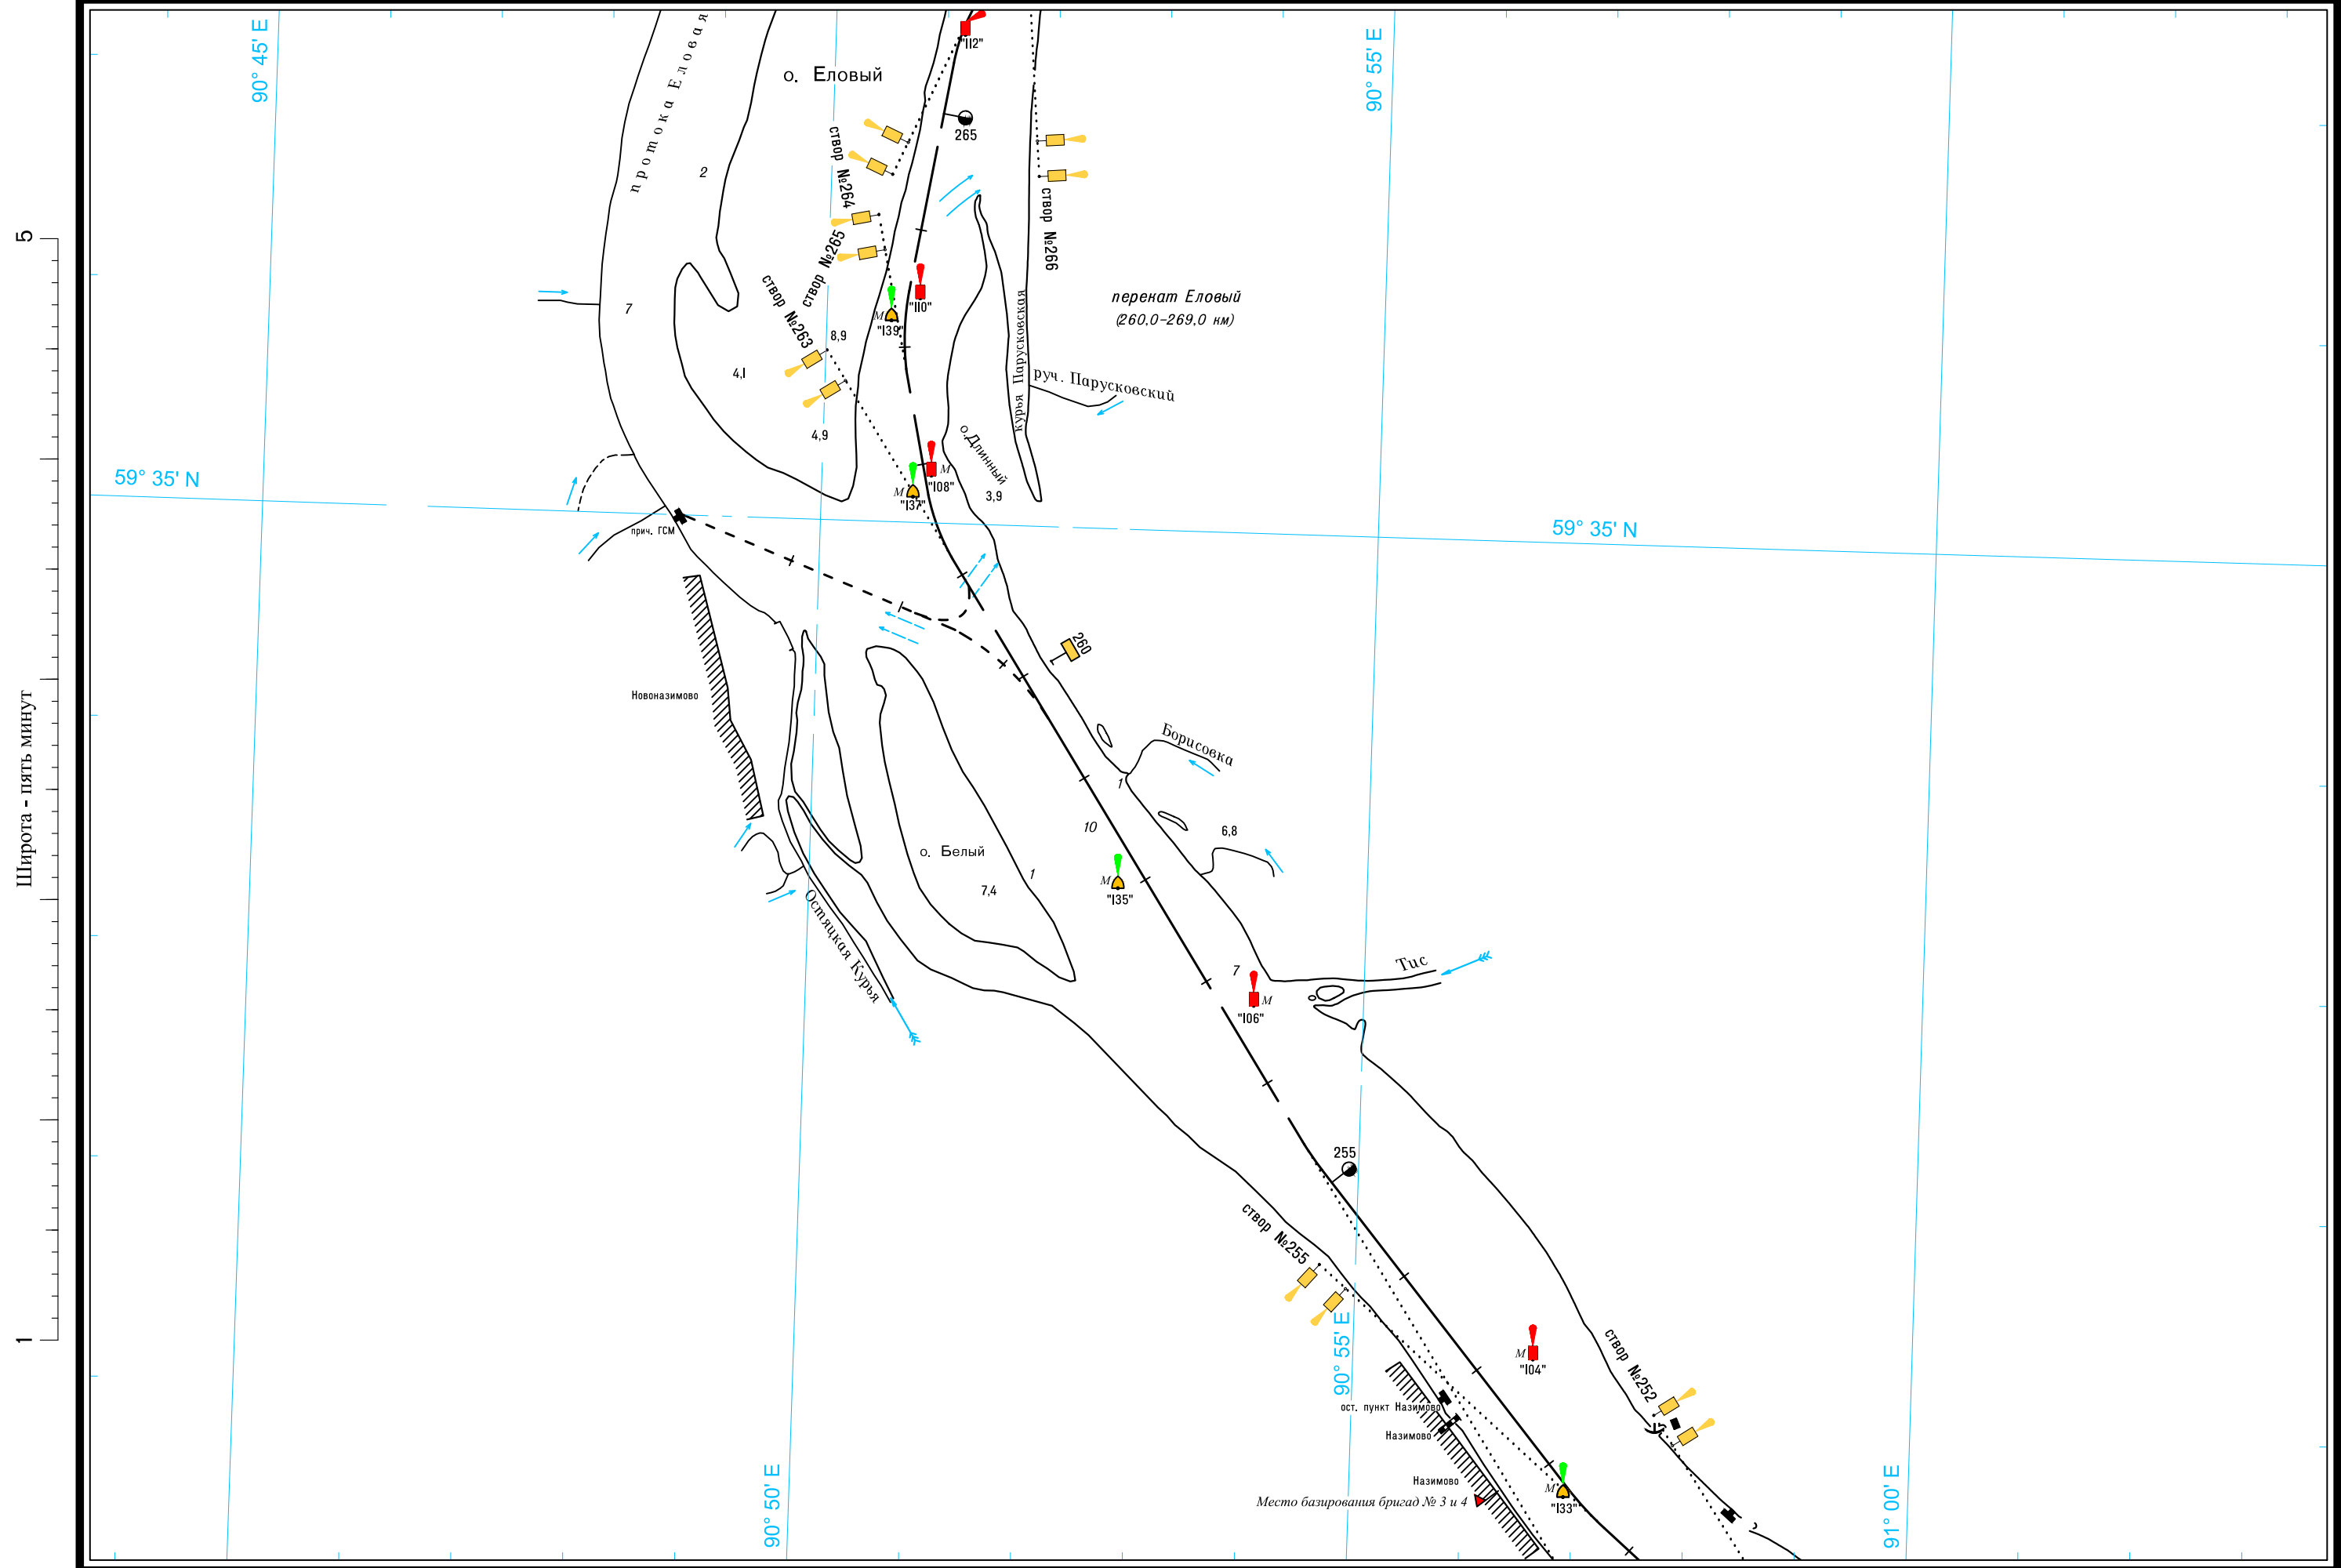 90° 45' E
"112"
90° 55' E
протока Еловая
о. Еловый
265
2
створ №264
створ №266
5
створ №265
створ №263
7
"110"
М
"139"
перекат Еловый
(260,0-269,0 км)
8,9
4,1
курья Парусковская
руч. Парусковский
4,9
о.Длинный
59° 35' N
М
"108"
М
"137"
3,9
прич. ГСМ
59° 35' N
260
Новоназимово
Широта - пять минут
Борисовка
1
10
6,8
о. Белый
1
7,4
М
"135"
Остяцкая Курья
Тис
7
М
"106"
255
створ №255
1
90° 55' E
створ №252
М
"104"
ост. пункт Назимово
Назимово
Назимово
Место базирования бригад № 3 и 4
М
"133"
90° 50' E
91° 00' E